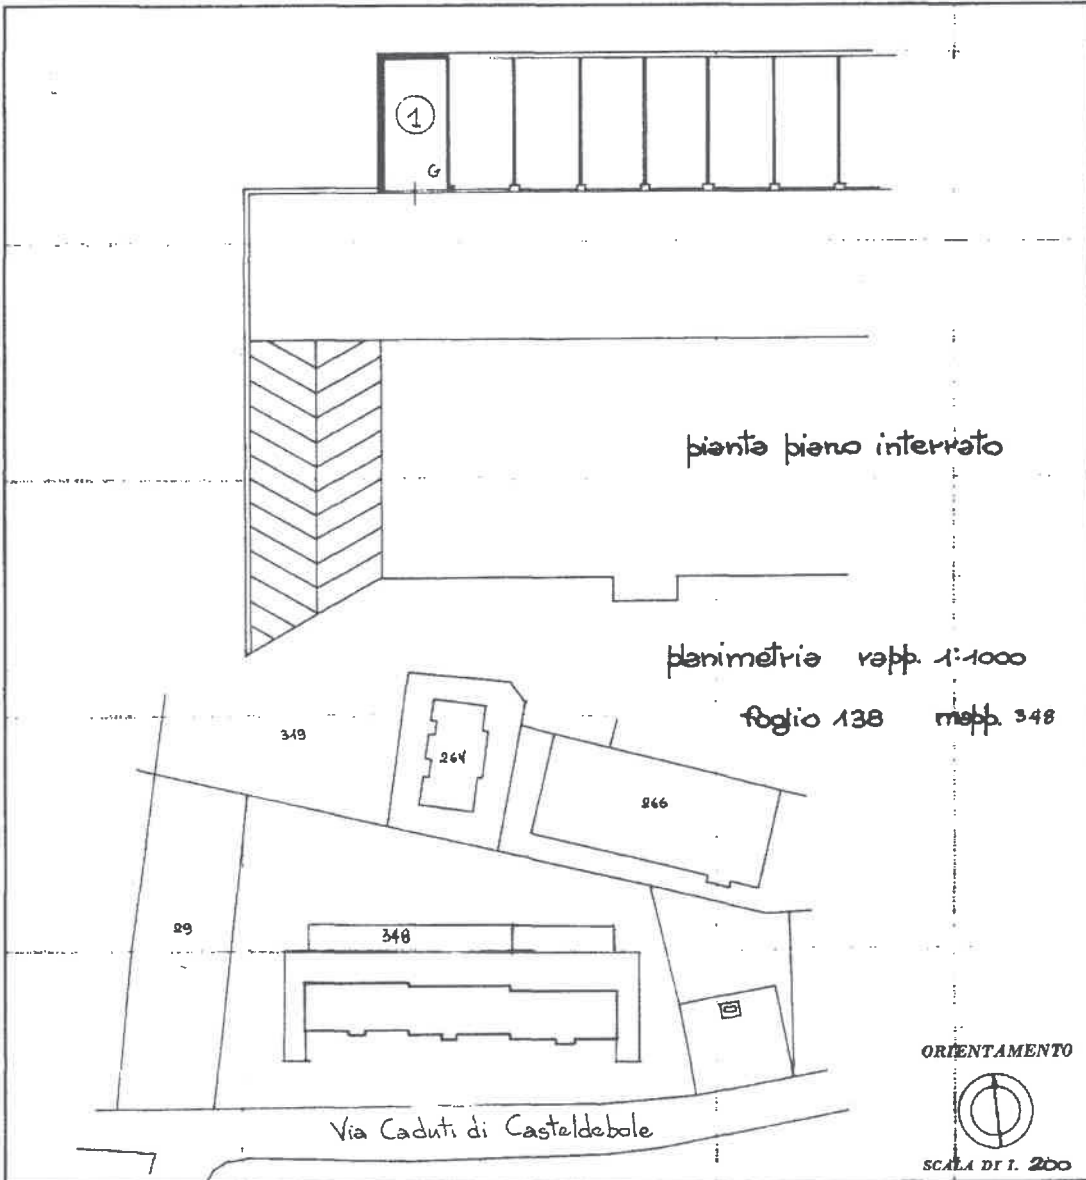 1
G
pianta piano interrato
planimetria rapp. 1:1000
foglio 138 mapp. 348
319
264
266
29
348
Via Caduti di Casteldebole
ORIENTAMENTO
SCALA DI 1. 200